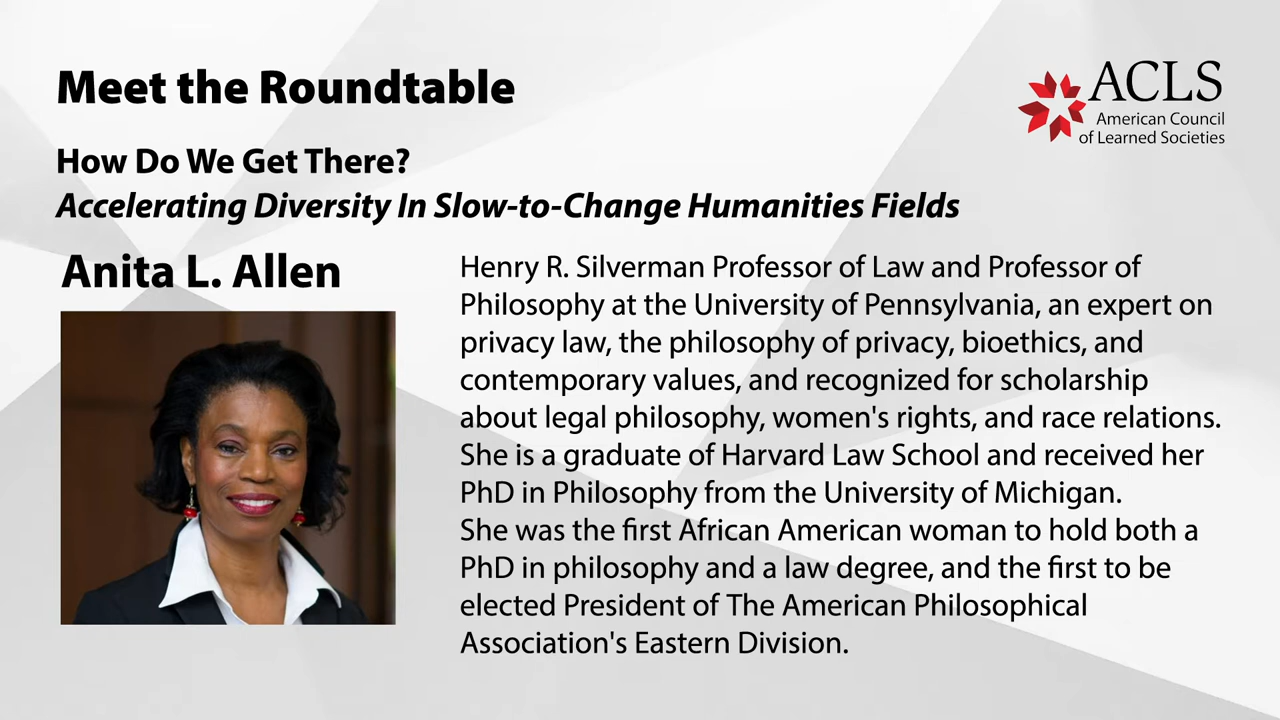 Meet the Roundtable
ACLS
American Council
of Learned Societies
How Do We Get There?
Accelerating Diversity In Slow-to-Change Humanities Fields
Anita L. Allen
Henry R. Silverman Professor of Law and Professor of
Philosophy at the University of Pennsylvania, an expert on
privacy law, the philosophy of privacy, bioethics, and
contemporary values, and recognized for scholarship
about legal philosophy, women's rights, and race relations.
She is a graduate of Harvard Law School and received her
PhD in Philosophy from the University of Michigan.
She was the first African American woman to hold both a
PhD in philosophy and a law degree, and the first to be
elected President of The American Philosophical
Association's Eastern Division.